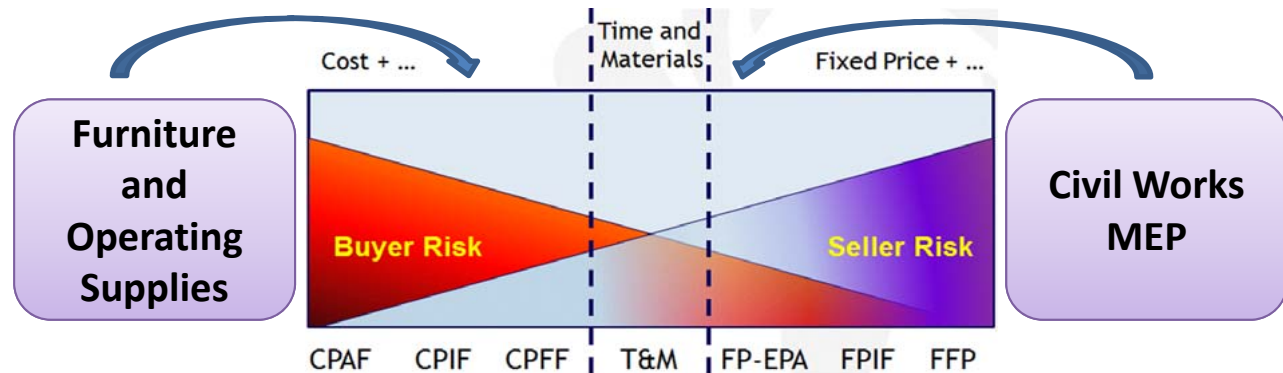 Furniture
and
Operating
Supplies
Cost + ...
Time and
Materials
Fixed Price + ...
Civil Works
MEP
Buyer Risk
Seller Risk
CPAF CPIF CPFF T&M FP-EPA FPIF FFP